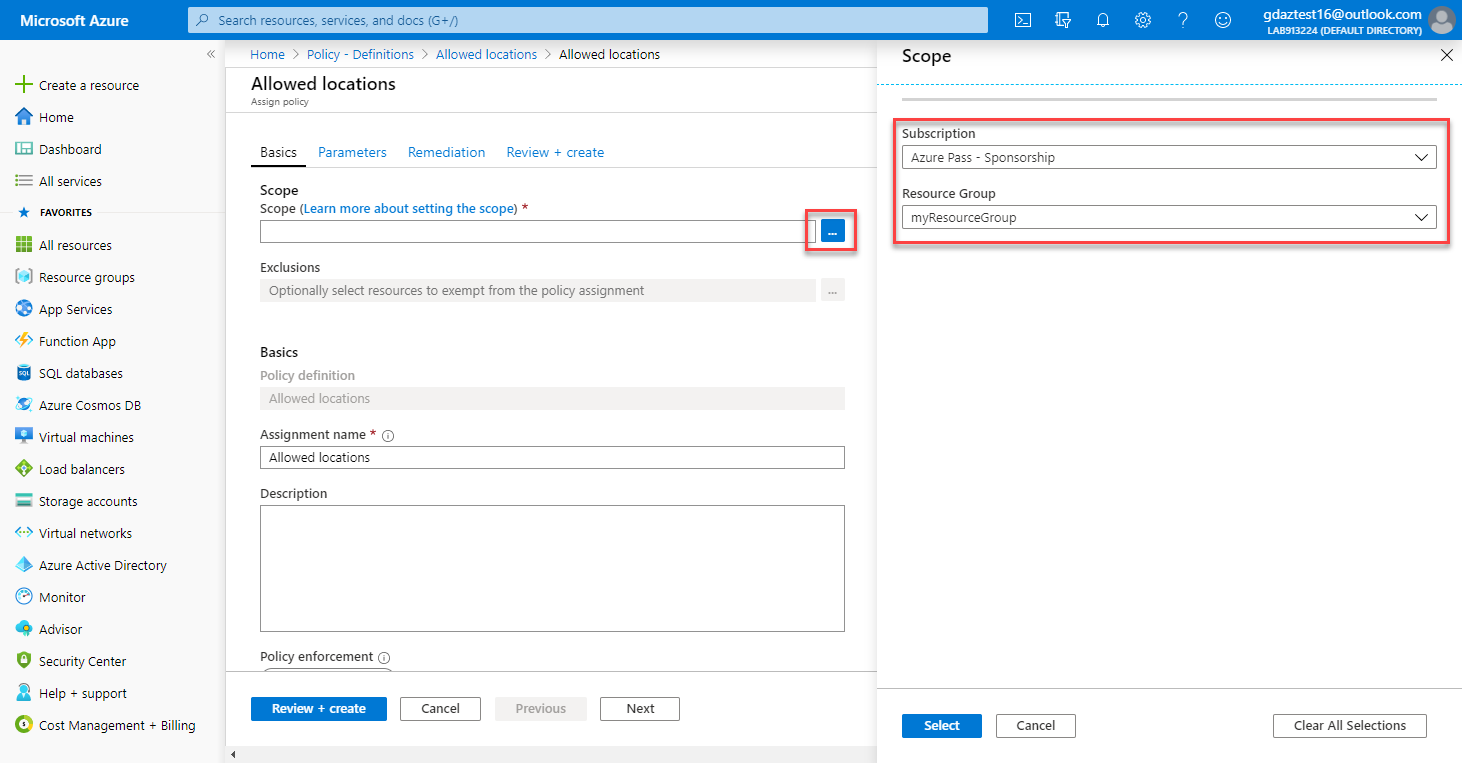 Microsoft Azure
Search resources, services, and docs (G+/)
gdaztest16@outlook.com
LAB913224 (DEFAULT DIRECTORY)
Create a resource
Home
Dashboard
All services
FAVORITES
All resources
Resource groups
App Services
Function App
SQL databases
Azure Cosmos DB
Virtual machines
Load balancers
Storage accounts
Virtual networks
Azure Active Directory
Monitor
Advisor
Security Center
Help + support
Cost Management + Billing
Home > Policy - Definitions > Allowed locations > Allowed locations
Allowed locations
Assign policy
Basics Parameters Remediation Review + create
Scope
Scope (Learn more about setting the scope) *
...
Exclusions
Optionally select resources to exempt from the policy assignment ...
Basics
Policy definition
Allowed locations
Assignment name *
Allowed locations
Description
Policy enforcement
Review + create Cancel Previous Next
Scope
Subscription
Azure Pass - Sponsorship
Resource Group
myResourceGroup
Select Cancel Clear All Selections